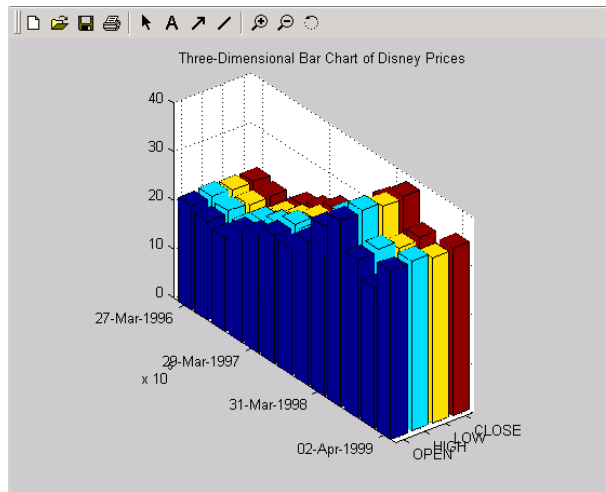 A
Three-Dimensional Bar Chart of Disney Prices
40
30
20
10
0
27-Mar-1996
29-Mar-1997
x 10
31-Mar-1998
02-Apr-1999
OPEN
HIGH
LOW
CLOSE